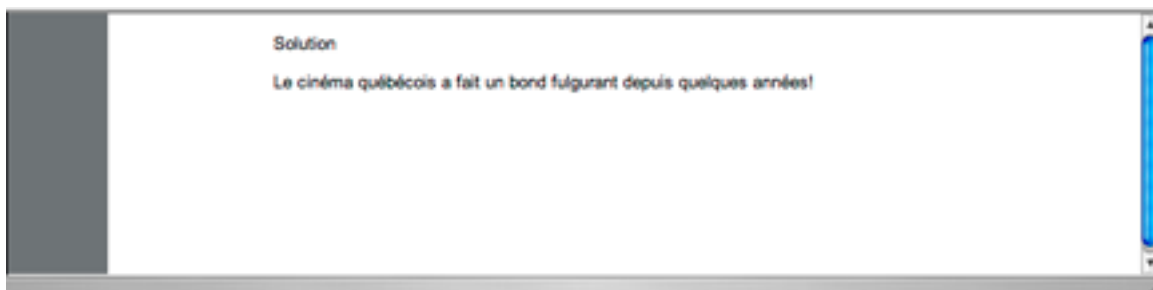 Solution
Le cinéma québécois a fait un bond fulgurant depuis quelques années!